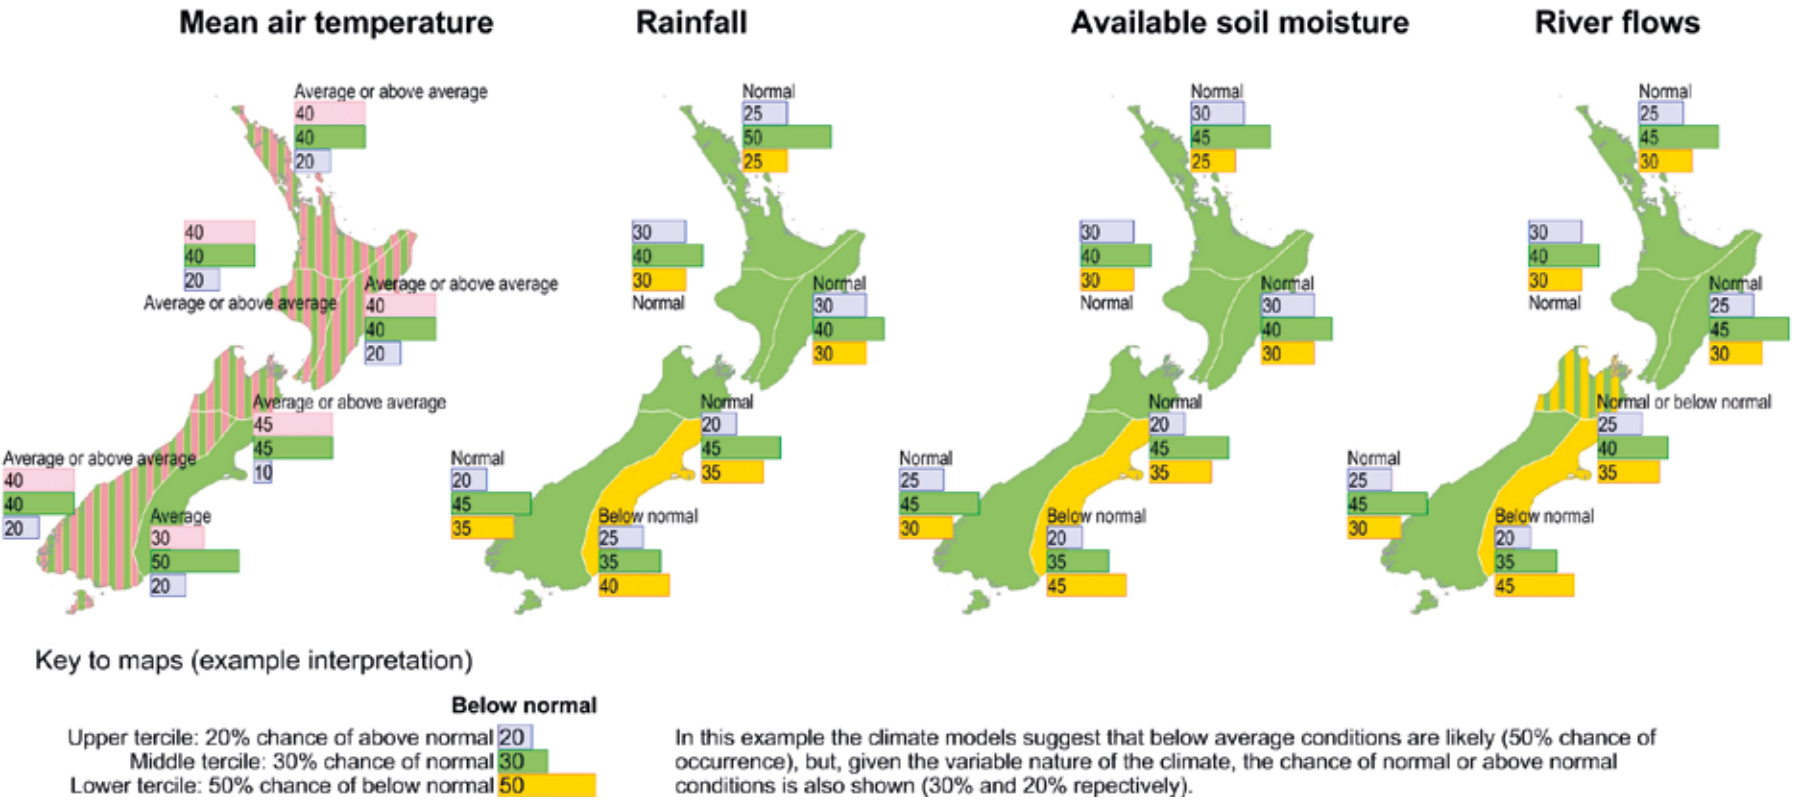 Mean air temperature
Rainfall
Available soil moisture
River flows
Average or above average
40
40
20
40
40
20
Average or above average
Average or above average
40
40
20
Average or above average
45
45
10
Average or above average
40
40
20
Average
30
50
20
Normal
25
50
25
30
40
30
Normal
Normal
30
40
30
Normal
20
45
35
Normal
20
45
35
Below normal
25
35
40
Normal
30
45
25
30
40
30
Normal
Normal
30
40
30
Normal
20
45
35
Normal
25
45
30
Below normal
20
35
45
Normal
25
45
30
30
40
30
Normal
Normal
25
45
30
Normal or below normal
25
40
35
Normal
25
45
30
Below normal
20
35
45
Key to maps (example interpretation)
Below normal
Upper tercile: 20% chance of above normal 20
Middle tercile: 30% chance of normal 30
Lower tercile: 50% chance of below normal 50
In this example the climate models suggest that below average conditions are likely (50% chance of
occurrence), but, given the variable nature of the climate, the chance of normal or above normal
conditions is also shown (30% and 20% repectively).